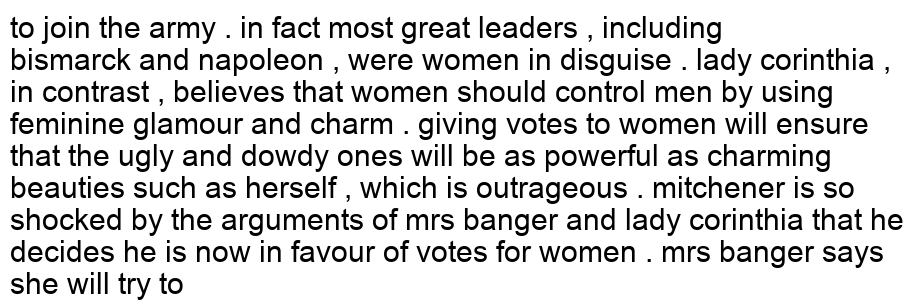 to join the army . in fact most great leaders , including
bismarck and napoleon , were women in disguise . lady corinthia ,
in contrast , believes that women should control men by using
feminine glamour and charm . giving votes to women will ensure
that the ugly and dowdy ones will be as powerful as charming
beauties such as herself , which is outrageous . mitchener is so
shocked by the arguments of mrs banger and lady corinthia that he
decides he is now in favour of votes for women . mrs banger says
she will try to